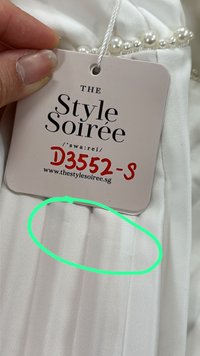 THE
Style
Soirée
/'swa:rei/
D3552-S
www.thestylesoiree.sg